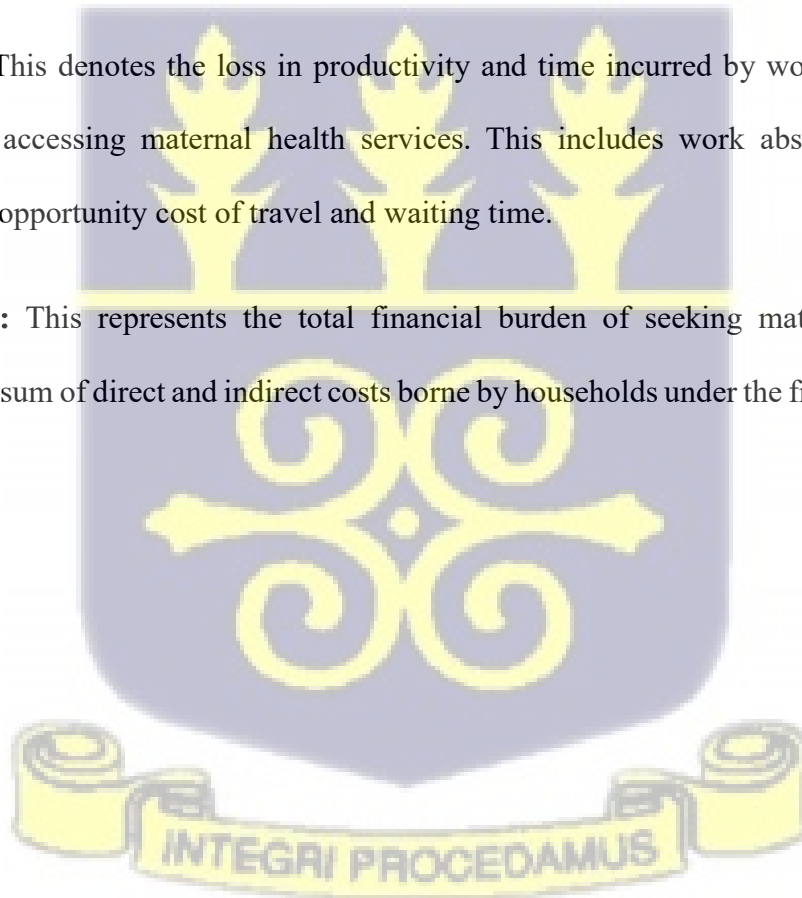 This denotes the loss in productivity and time incurred by wo
accessing maternal health services. This includes work abs
opportunity cost of travel and waiting time.
: This represents the total financial burden of seeking mat
sum of direct and indirect costs borne by households under the fi
INTEGRI PROCEDAMUS